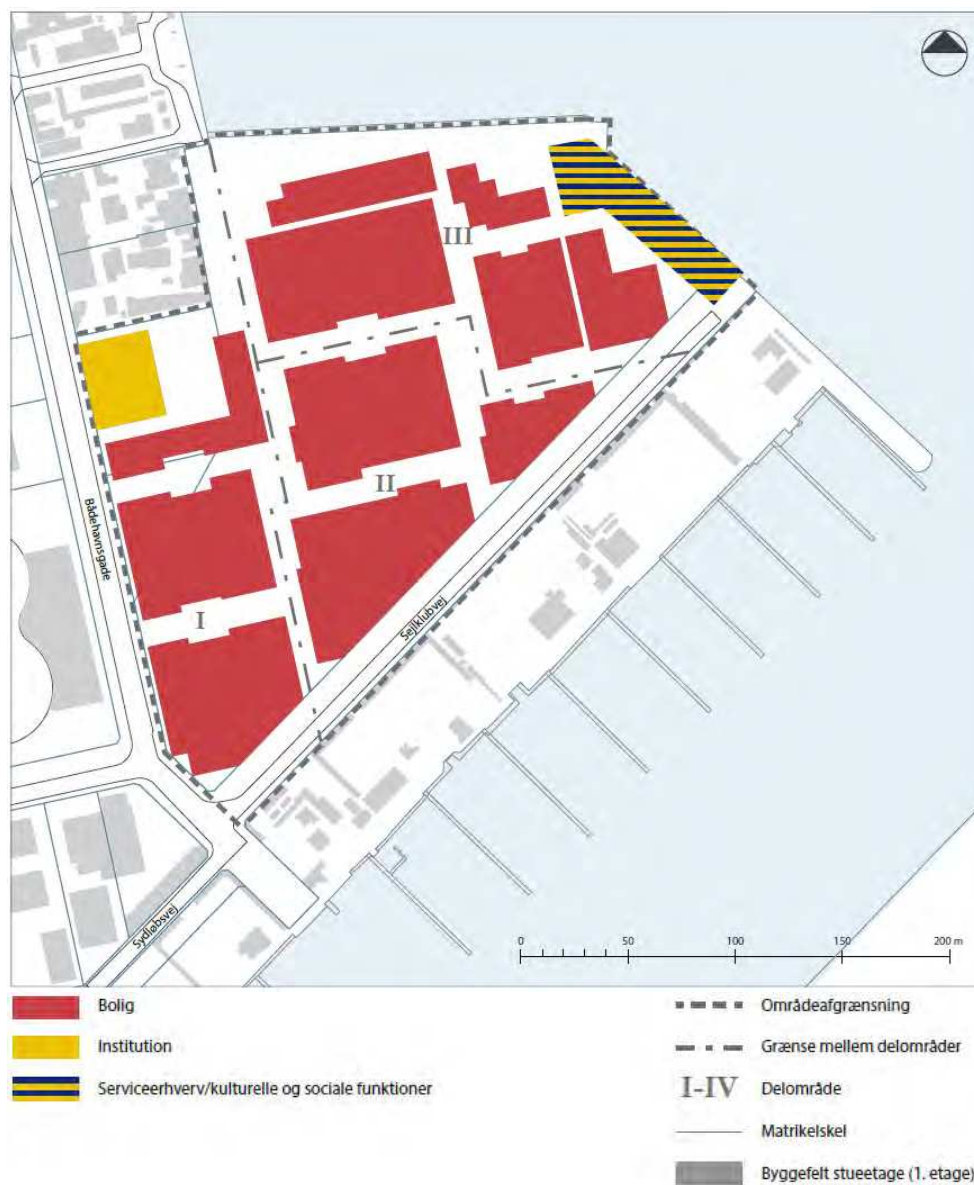 III
Bådehavnsgade
II
I
Sejlklubvej
Sydløbsvej
0 50 100 150 200 m
Bolig
Institution
Serviceerhverv/kulturelle og sociale funktioner
Områdeafgrænsning
Grænse mellem delområder
I-IV Delområde
Matrikelskel
Byggefelt stueetage (1. etage)